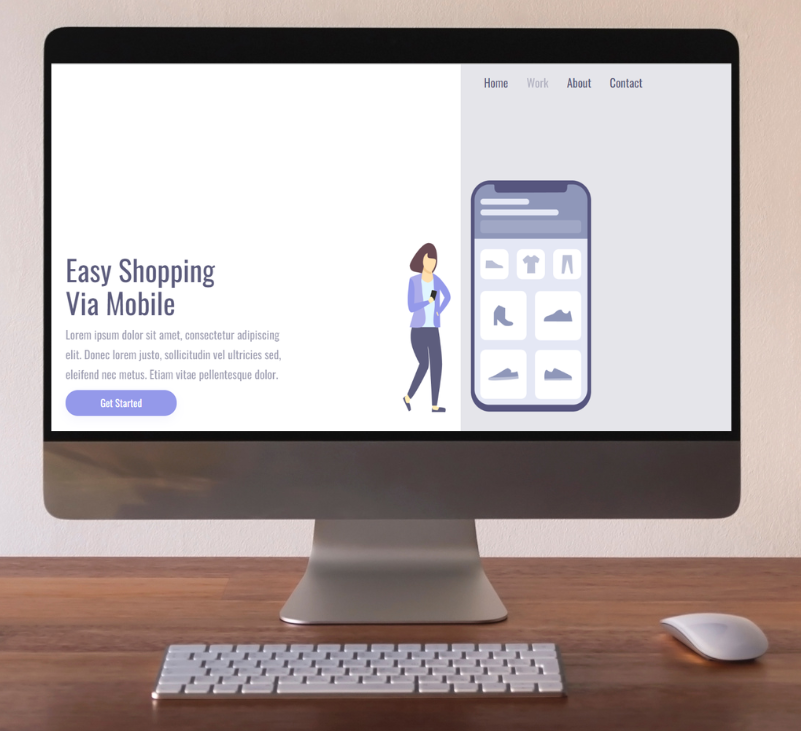 Home Work About Contact
Easy Shopping
Via Mobile
Lorem ipsum dolor sit amet, consectetur adipiscing
elit. Donec lorem justo, sollicitudin vel ultricies sed,
eleifend nec metus. Etiam vitae pellentesque dolor.
Get Started